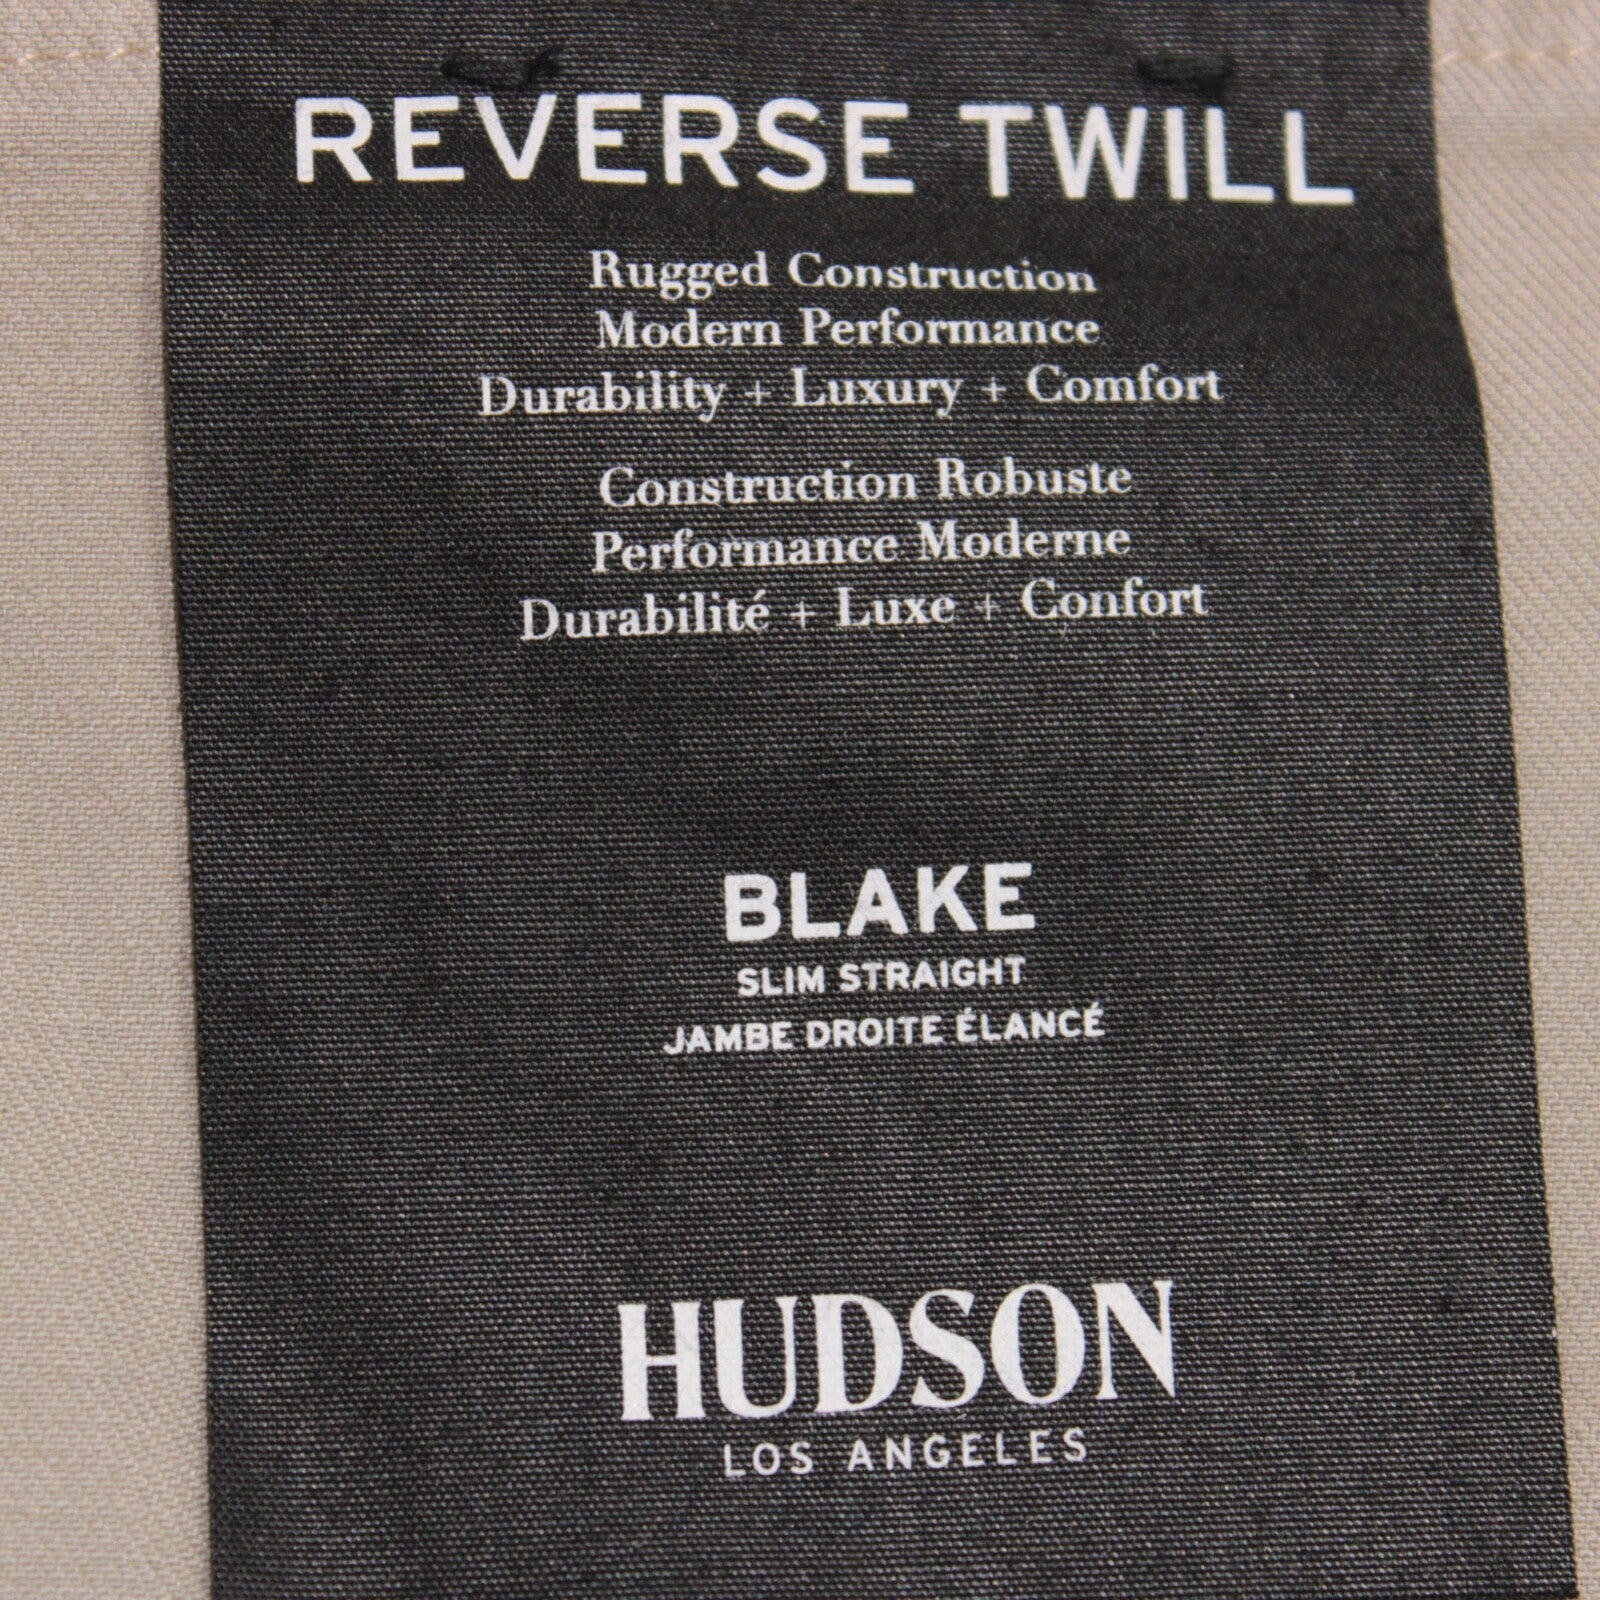 REVERSE TWILL
Rugged Construction
Modern Performance
Durability + Luxury + Comfort
Construction Robuste
Performance Moderne
Durabilité + Luxe + Confort
BLAKE
SLIM STRAIGHT
JAMBE DROITE ÉLANCÉ
HUDSON
LOS ANGELES